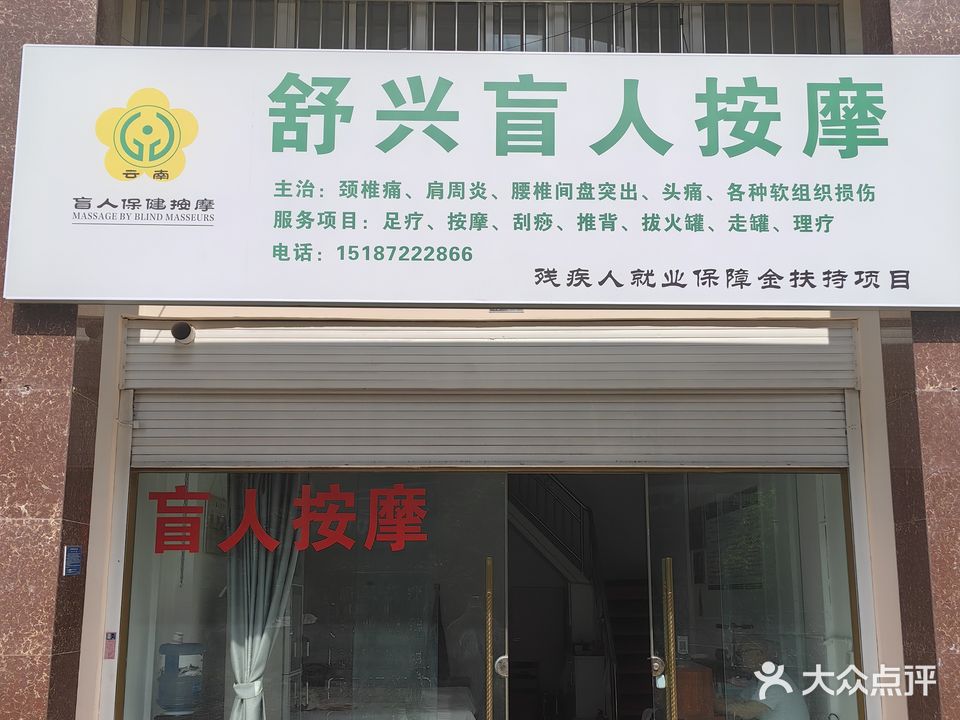 舒兴盲人按摩
云南
盲人保健按摩
MASSAGE BY BLIND MASSEURS
主治：颈椎痛、肩周炎、腰椎间盘突出、头痛、各种软组织损伤
服务项目：足疗、按摩、刮痧、推背、拔火罐、走罐、理疗
电话：15187222866
残疾人就业保障金扶持项目
盲人按摩
大众点评